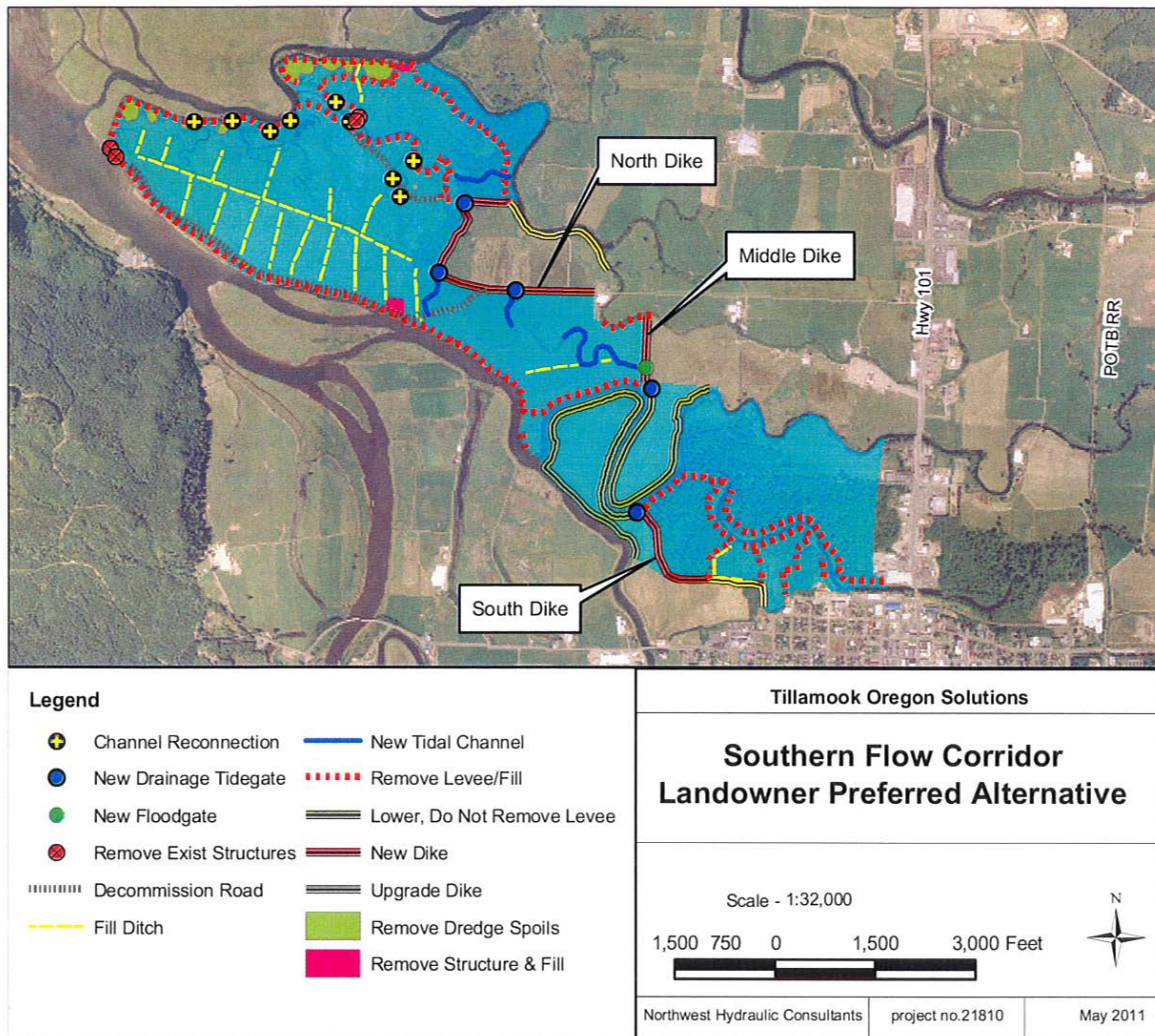 North Dike
Middle Dike
Hwy 101
POTB RR
South Dike
Legend
Channel Reconnection
New Drainage Tidegate
New Floodgate
Remove Exist Structures
Decommission Road
Fill Ditch
New Tidal Channel
Remove Levee/Fill
Lower, Do Not Remove Levee
New Dike
Upgrade Dike
Remove Dredge Spoils
Remove Structure & Fill
Tillamook Oregon Solutions
Southern Flow Corridor
Landowner Preferred Alternative
Scale - 1:32,000
N
1,500 750 0 1,500 3,000 Feet
Northwest Hydraulic Consultants project no.21810 May 2011